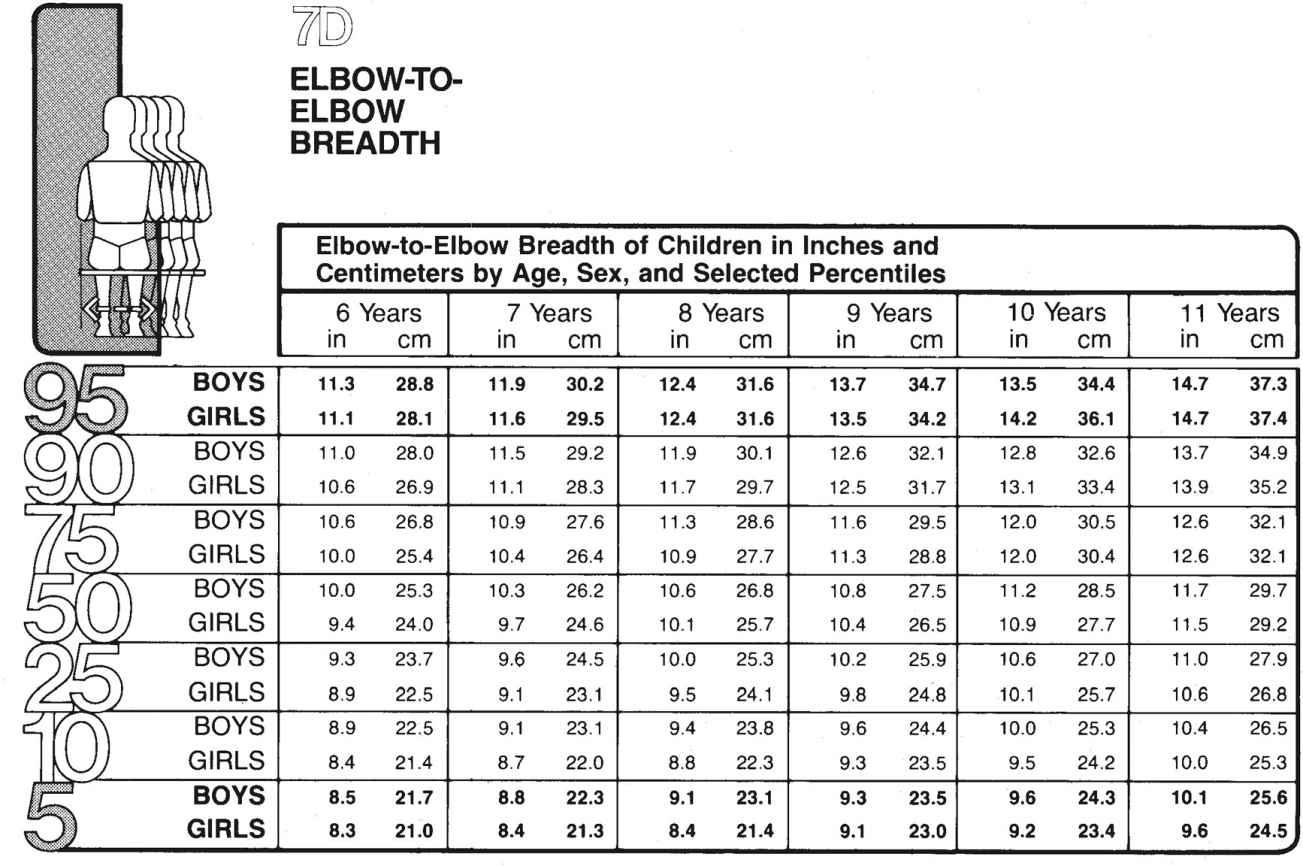 7D
ELBOW-TO-
ELBOW
BREADTH
Elbow-to-Elbow Breadth of Children in Inches and
Centimeters by Age, Sex, and Selected Percentiles
6 Years 7 Years 8 Years 9 Years 10 Years 11 Years
in cm in cm in cm in cm in cm in cm
95 BOYS 11.3 28.8 11.9 30.2 12.4 31.6 13.7 34.7 13.5 34.4 14.7 37.3
GIRLS 11.1 28.1 11.6 29.5 12.4 31.6 13.5 34.2 14.2 36.1 14.7 37.4
90 BOYS 11.0 28.0 11.5 29.2 11.9 30.1 12.6 32.1 12.8 32.6 13.7 34.9
GIRLS 10.6 26.9 11.1 28.3 11.7 29.7 12.5 31.7 13.1 33.4 13.9 35.2
75 BOYS 10.6 26.8 10.9 27.6 11.3 28.6 11.6 29.5 12.0 30.5 12.6 32.1
GIRLS 10.0 25.4 10.4 26.4 10.9 27.7 11.3 28.8 12.0 30.4 12.6 32.1
50 BOYS 10.0 25.3 10.3 26.2 10.6 26.8 10.8 27.5 11.2 28.5 11.7 29.7
GIRLS 9.4 24.0 9.7 24.6 10.1 25.7 10.4 26.5 10.9 27.7 11.5 29.2
25 BOYS 9.3 23.7 9.6 24.5 10.0 25.3 10.2 25.9 10.6 27.0 11.0 27.9
GIRLS 8.9 22.5 9.1 23.1 9.5 24.1 9.8 24.8 10.1 25.7 10.6 26.8
10 BOYS 8.9 22.5 9.1 23.1 9.4 23.8 9.6 24.4 10.0 25.3 10.4 26.5
GIRLS 8.4 21.4 8.7 22.0 8.8 22.3 9.3 23.5 9.5 24.2 10.0 25.3
5 BOYS 8.5 21.7 8.8 22.3 9.1 23.1 9.3 23.5 9.6 24.3 10.1 25.6
GIRLS 8.3 21.0 8.4 21.3 8.4 21.4 9.1 23.0 9.2 23.4 9.6 24.5